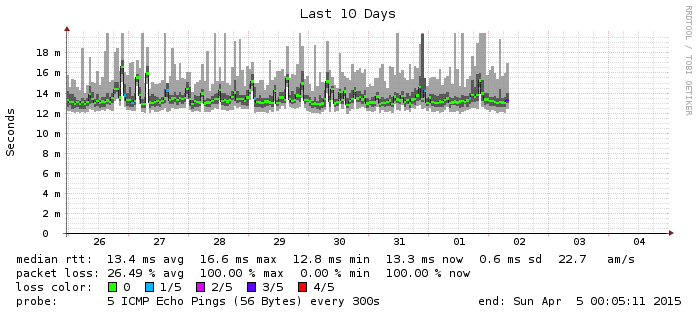 Last 10 Days
RRDTOOL / TOBI OETIKER
Seconds
18 m
16 m
14 m
12 m
10 m
8 m
6 m
4 m
2 m
0
26 27 28 29 30 31 01 02 03 04
median rtt: 13.4 ms avg 16.6 ms max 12.8 ms min 13.3 ms now 0.6 ms sd 22.7 am/s
packet loss: 26.49 % avg 100.00 % max 0.00 % min 100.00 % now
loss color: 0 1/5 2/5 3/5 4/5
probe: 5 ICMP Echo Pings (56 Bytes) every 300s end: Sun Apr 5 00:05:11 2015